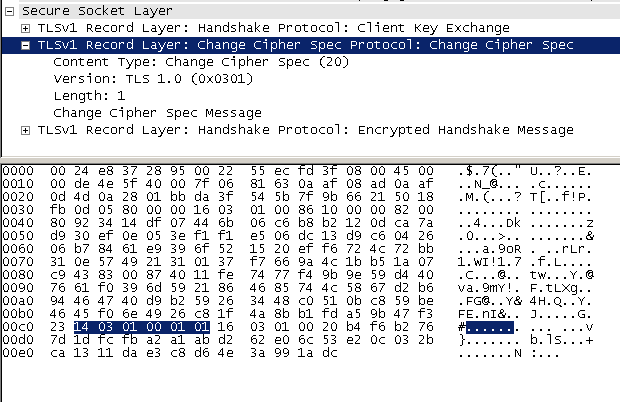 Secure Socket Layer
TLSv1 Record Layer: Handshake Protocol: Client Key Exchange
TLSv1 Record Layer: Change Cipher Spec Protocol: Change Cipher Spec
Content Type: Change Cipher Spec (20)
Version: TLS 1.0 (0x0301)
Length: 1
Change Cipher Spec Message
TLSv1 Record Layer: Handshake Protocol: Encrypted Handshake Message
0000 00 24 e8 37 28 95 00 22 55 ec fd 3f 08 00 45 00 .$.7(.." U..?..E.
0010 00 de 4e 5f 40 00 7f 06 81 63 0a af 08 ad 0a af ..N_@... .c......
0020 0d 4d 0a 28 01 bb da 3f 54 5b 7f 9b 66 21 50 18 .M.(...? T[..f!P.
0030 fb 0d 05 80 00 00 16 03 01 00 86 10 00 00 82 00 ........ ........
0040 80 92 34 14 df 07 44 6b 06 c6 b8 b2 12 0d ca 7a ..4...Dk .......z
0050 d9 30 ef 0e 05 3e f1 f1 e5 06 dc 13 d9 c6 04 26 .0...>.. .......&
0060 06 b7 84 61 e9 39 6f 52 15 20 ef f6 72 4c 72 bb ...a.9oR . ..rLr.
0070 31 0e 57 49 21 31 01 37 f7 66 9a 4c 1b b5 1a 07 1.WI!1.7 .f.L....
0080 c9 43 83 00 87 40 11 fe 74 77 f4 9b 9e 59 d4 40 .C...@.. tw...Y.@
0090 76 61 f0 39 6d 59 21 86 46 85 74 4c 58 67 d2 b6 va.9mY!. F.tLXg..
00a0 94 46 47 40 d9 b2 59 26 34 48 c0 51 0b c8 59 be .FG@..Y& 4H.Q..Y.
00b0 46 45 f0 6e 49 26 c8 1f 4a 8b b1 fd a5 9b 47 f3 FE.nI&.. J.....G.
00c0 23 14 03 01 00 01 01 16 03 01 00 20 b4 f6 b2 76 #....... ... ...v
00d0 7d 1d fc fb a2 a1 ab d2 62 e0 6c 53 e2 0c 03 2b }....... b.lS...+
00e0 ca 13 11 da e3 c8 d6 4e 3a 99 1a dc .......N :...